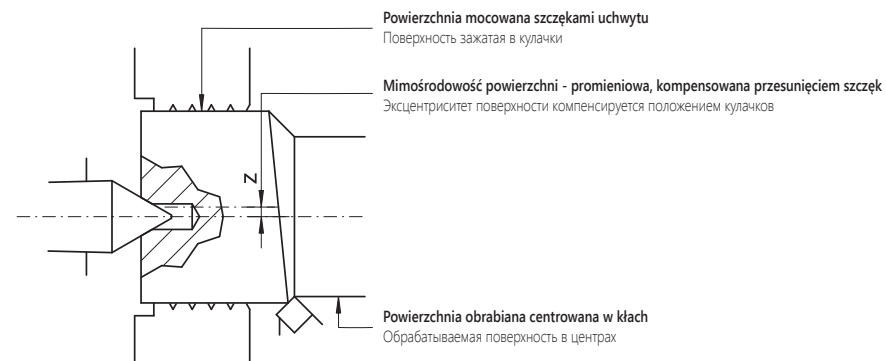 Powierzchnia mocowana szczękami uchwytu
Поверхность зажатая в кулачки
Mimośrodowość powierzchni - promieniowa, kompensowana przesunięciem szczęk
Эксцентриситет поверхности компенсируется положением кулачков
Z
Powierzchnia obrabiana centrowana w kłach
Обрабатываемая поверхность в центрах